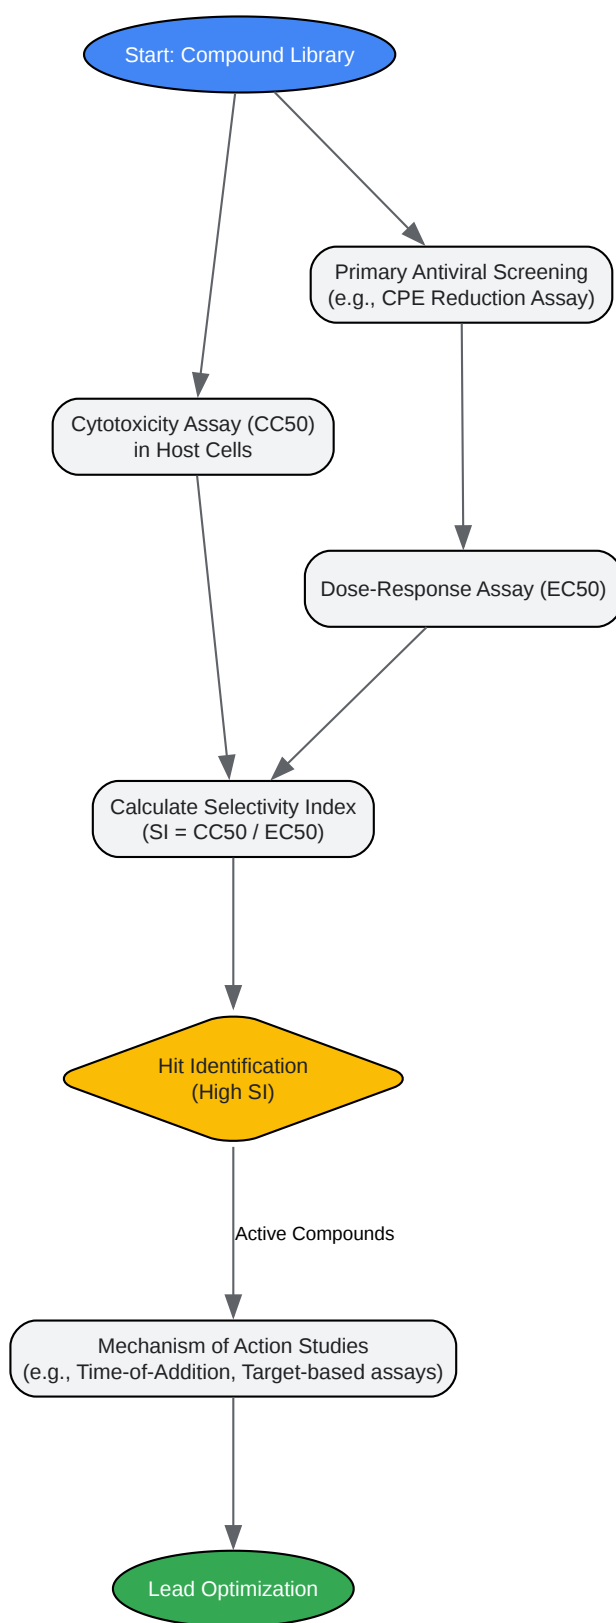 Start: Compound Library
Primary Antiviral Screening
(e.g., CPE Reduction Assay)
Cytotoxicity Assay (CC50)
in Host Cells
Dose-Response Assay (EC50)
Calculate Selectivity Index
(SI = CC50 / EC50)
Hit Identification
(High SI)
Active Compounds
Mechanism of Action Studies
(e.g., Time-of-Addition, Target-based assays)
Lead Optimization